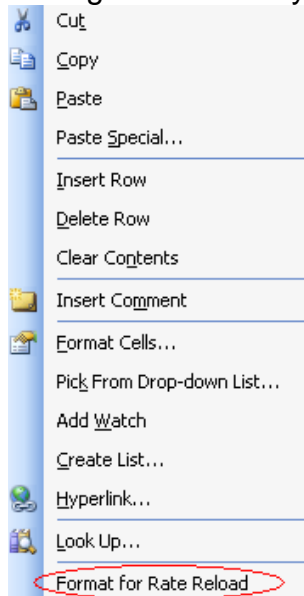 Cut
Copy
Paste
Paste Special...
Insert Row
Delete Row
Clear Contents
Insert Comment
Format Cells...
Pick From Drop-down List...
Add Watch
Create List...
Hyperlink...
Look Up...
Format for Rate Reload